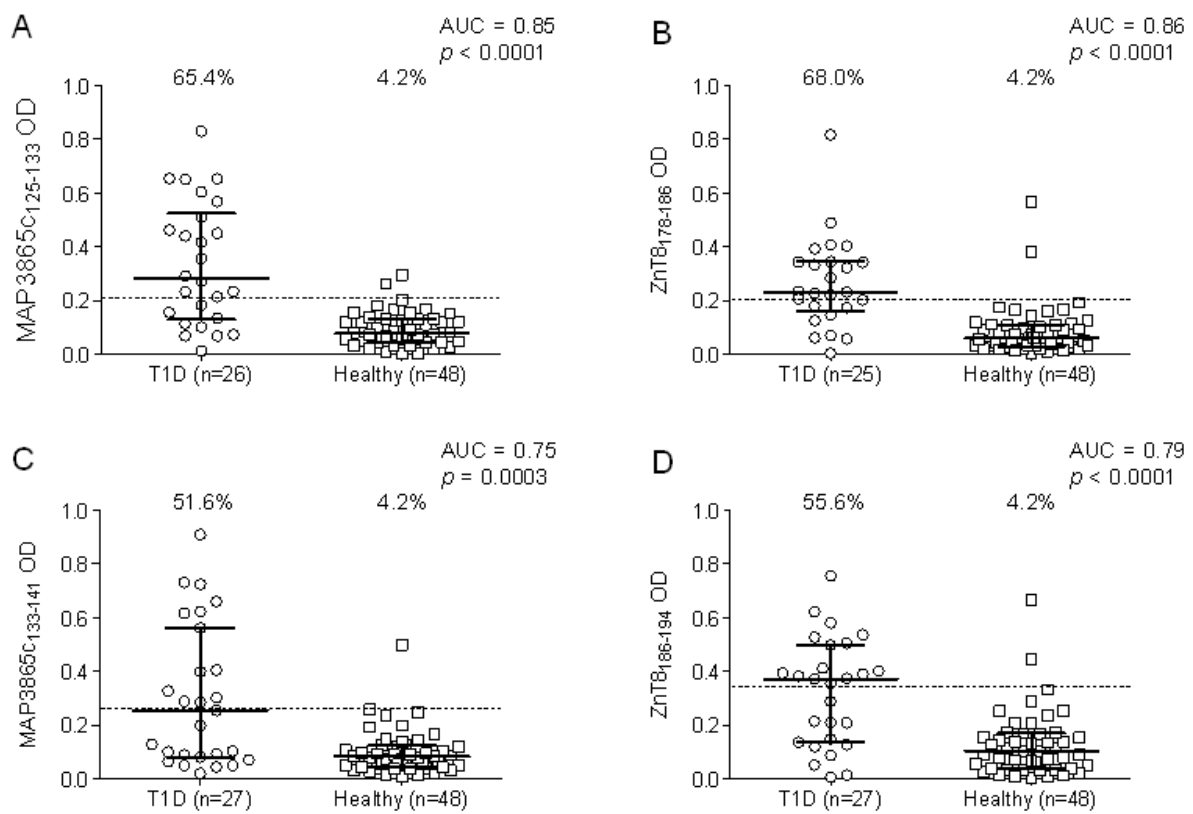 A
AUC = 0.85
p < 0.0001
65.4%
4.2%
MAP3865c125-133 OD
1.0
0.8
0.6
0.4
0.2
0.0
T1D (n=26)
Healthy (n=48)
B
AUC = 0.86
p < 0.0001
68.0%
4.2%
ZnT8178-186 OD
1.0
0.8
0.6
0.4
0.2
0.0
T1D (n=25)
Healthy (n=48)
C
AUC = 0.75
p = 0.0003
51.6%
4.2%
MAP3865c133-141 OD
1.0
0.8
0.6
0.4
0.2
0.0
T1D (n=27)
Healthy (n=48)
D
AUC = 0.79
p < 0.0001
55.6%
4.2%
ZnT8186-194 OD
1.0
0.8
0.6
0.4
0.2
0.0
T1D (n=27)
Healthy (n=48)